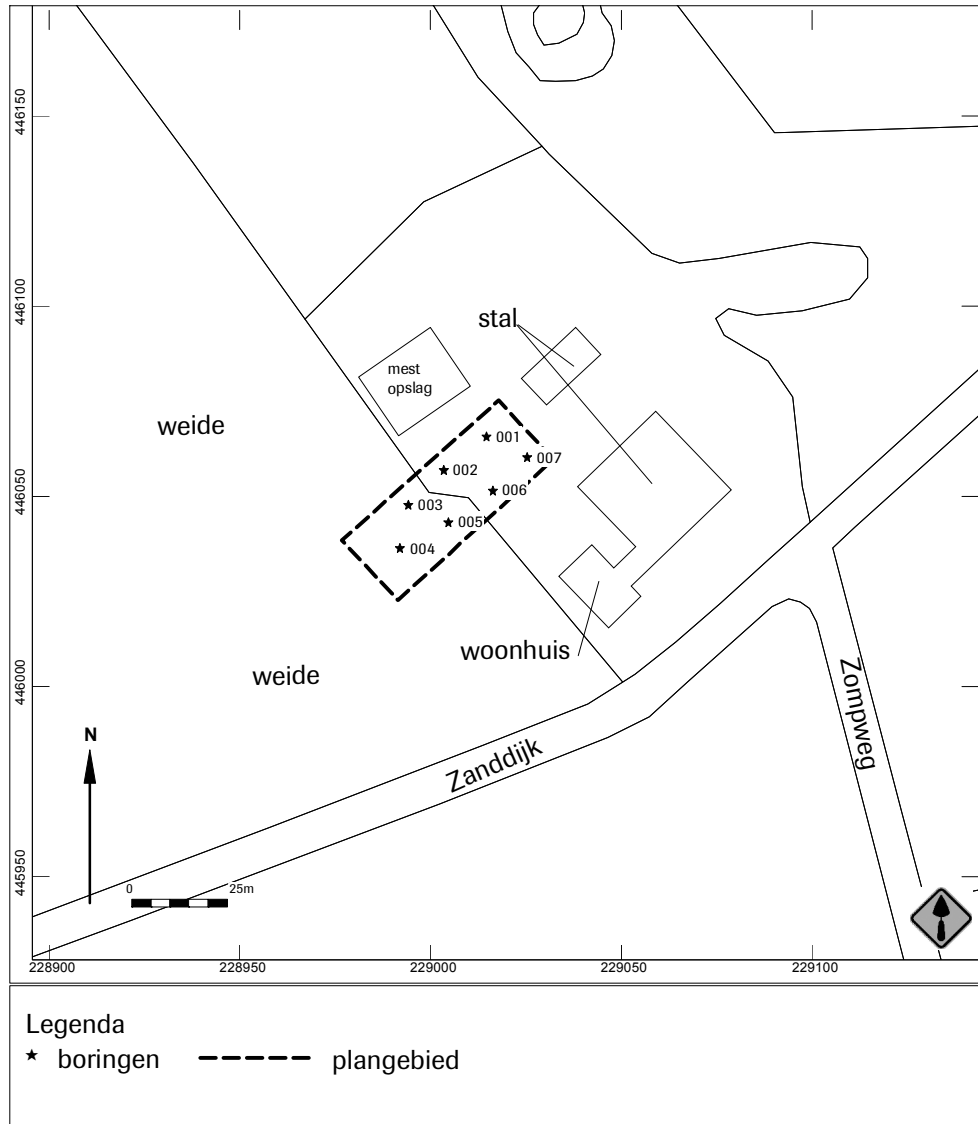 446150
446100
446050
446000
445950
stal
mest
opslag
weide
001
007
002
006
003
005
004
woonhuis
weide
Zompweg
Zanddijk
N
0 25m
228900 228950 229000 229050 229100
Legenda
boringen plangebied